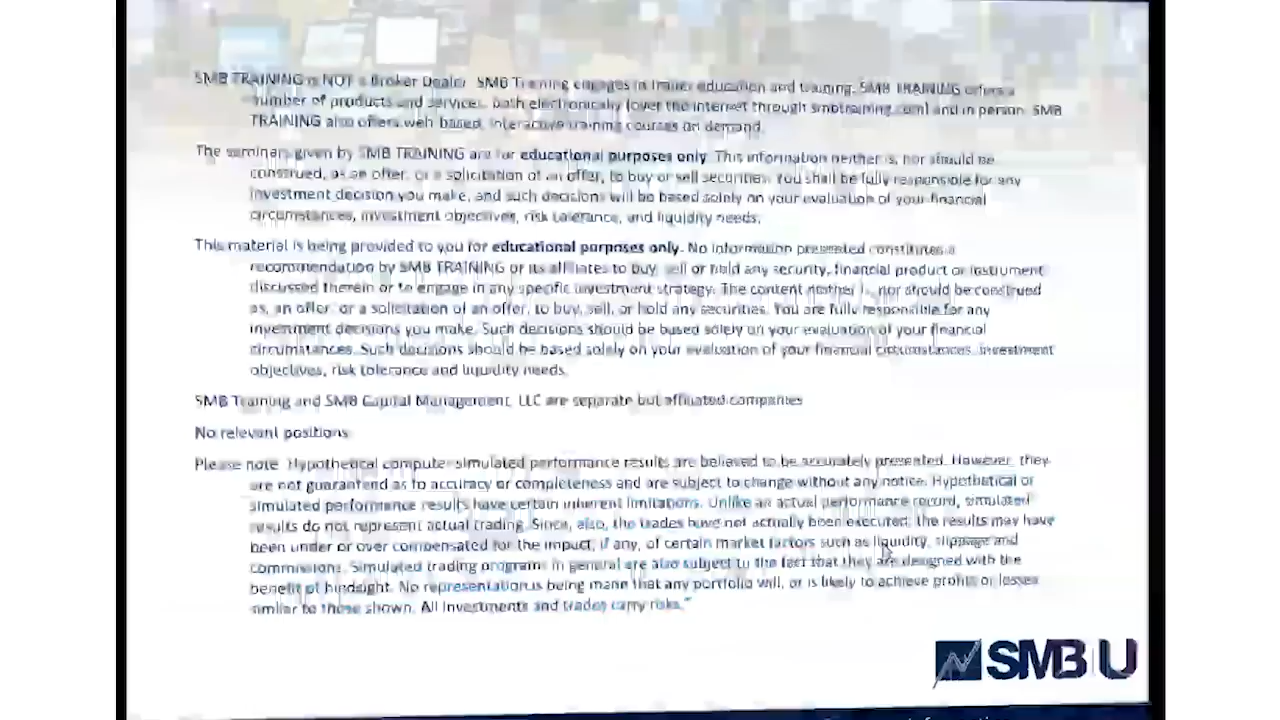 SMB TRAINING is NOT a Broker Dealer. SMB Training engages in trader education and training. SMB TRAINING offers a
number of products and services, both electronically (over the internet through smbtraining.com) and in person. SMB
TRAINING also offers web based, interactive training courses on demand.
The seminars given by SMB TRAINING are for educational purposes only. This information neither is, nor should be
construed, as an offer, or a solicitation of an offer, to buy or sell securities. You shall be fully responsible for any
investment decision you make, and such decisions will be based solely on your evaluation of your financial
circumstances, investment objectives, risk tolerance, and liquidity needs.
This material is being provided to you for educational purposes only. No information presented constitutes a
recommendation by SMB TRAINING or its affiliates to buy, sell or hold any security, financial product or instrument
discussed therein or to engage in any specific investment strategy. The content neither is, nor should be construed
as, an offer, or a solicitation of an offer, to buy, sell, or hold any securities. You are fully responsible for any
investment decisions you make. Such decisions should be based solely on your evaluation of your financial
circumstances. Such decisions should be based solely on your evaluation of your financial circumstances, investment
objectives, risk tolerance and liquidity needs.
SMB Training and SMB Capital Management, LLC are separate but affiliated companies
No relevant positions
Please note: Hypothetical computer simulated performance results are believed to be accurately presented. However, they
are not guaranteed as to accuracy or completeness and are subject to change without any notice. Hypothetical or
simulated performance results have certain inherent limitations. Unlike an actual performance record, simulated
results do not represent actual trading. Since, also, the trades have not actually been executed, the results may have
been under or over compensated for the impact, if any, of certain market factors such as liquidity, slippage and
commissions. Simulated trading programs in general are also subject to the fact that they are designed with the
benefit of hindsight. No representation is being made that any portfolio will, or is likely to achieve profits or losses
similar to those shown. All investments and trades carry risks."
SMB U